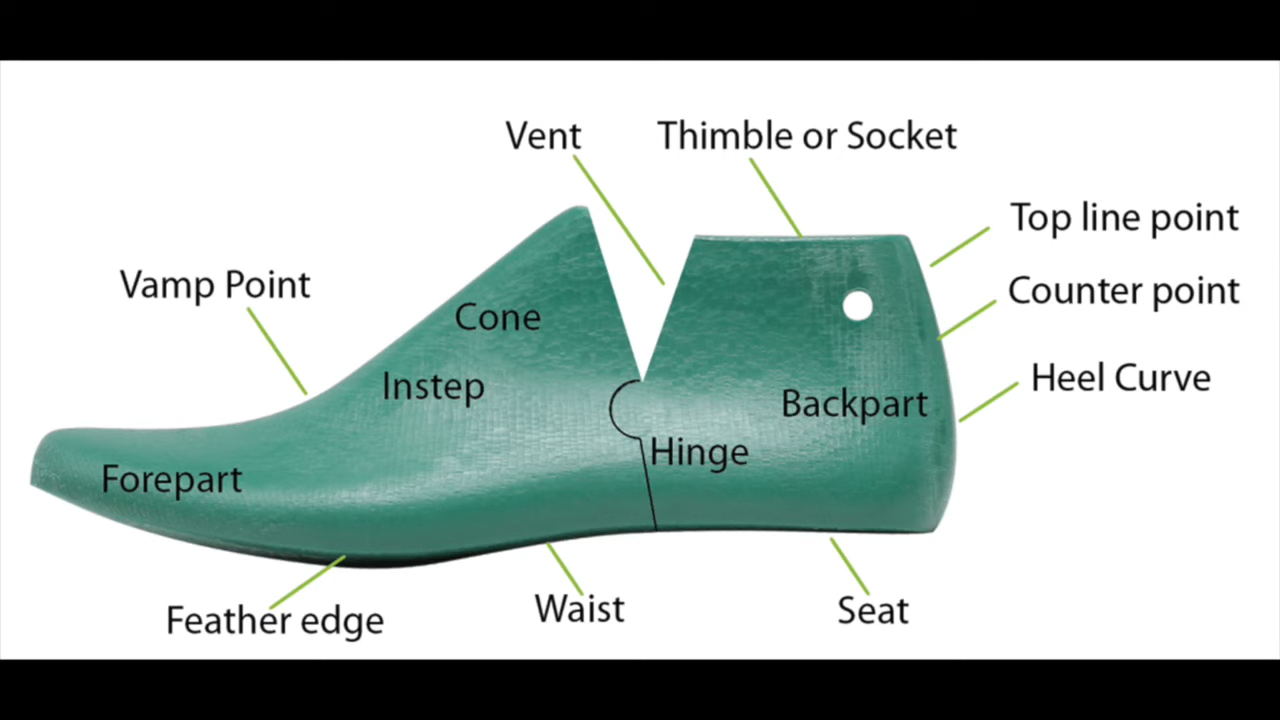 Vent
Thimble or Socket
Top line point
Vamp Point
Counter point
Cone
Instep
Heel Curve
Backpart
Hinge
Forepart
Feather edge
Waist
Seat